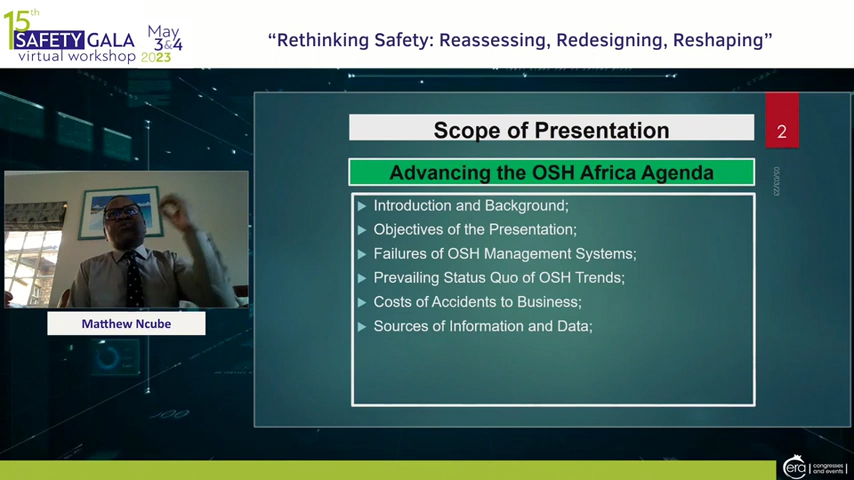 15th
SAFETY GALA
virtual workshop
May
3&4
2023
“Rethinking Safety: Reassessing, Redesigning, Reshaping”
Scope of Presentation
2
Advancing the OSH Africa Agenda
05/03/23
Introduction and Background;
Objectives of the Presentation;
Failures of OSH Management Systems;
Prevailing Status Quo of OSH Trends;
Costs of Accidents to Business;
Sources of Information and Data;
Matthew Ncube
era congresses
and events